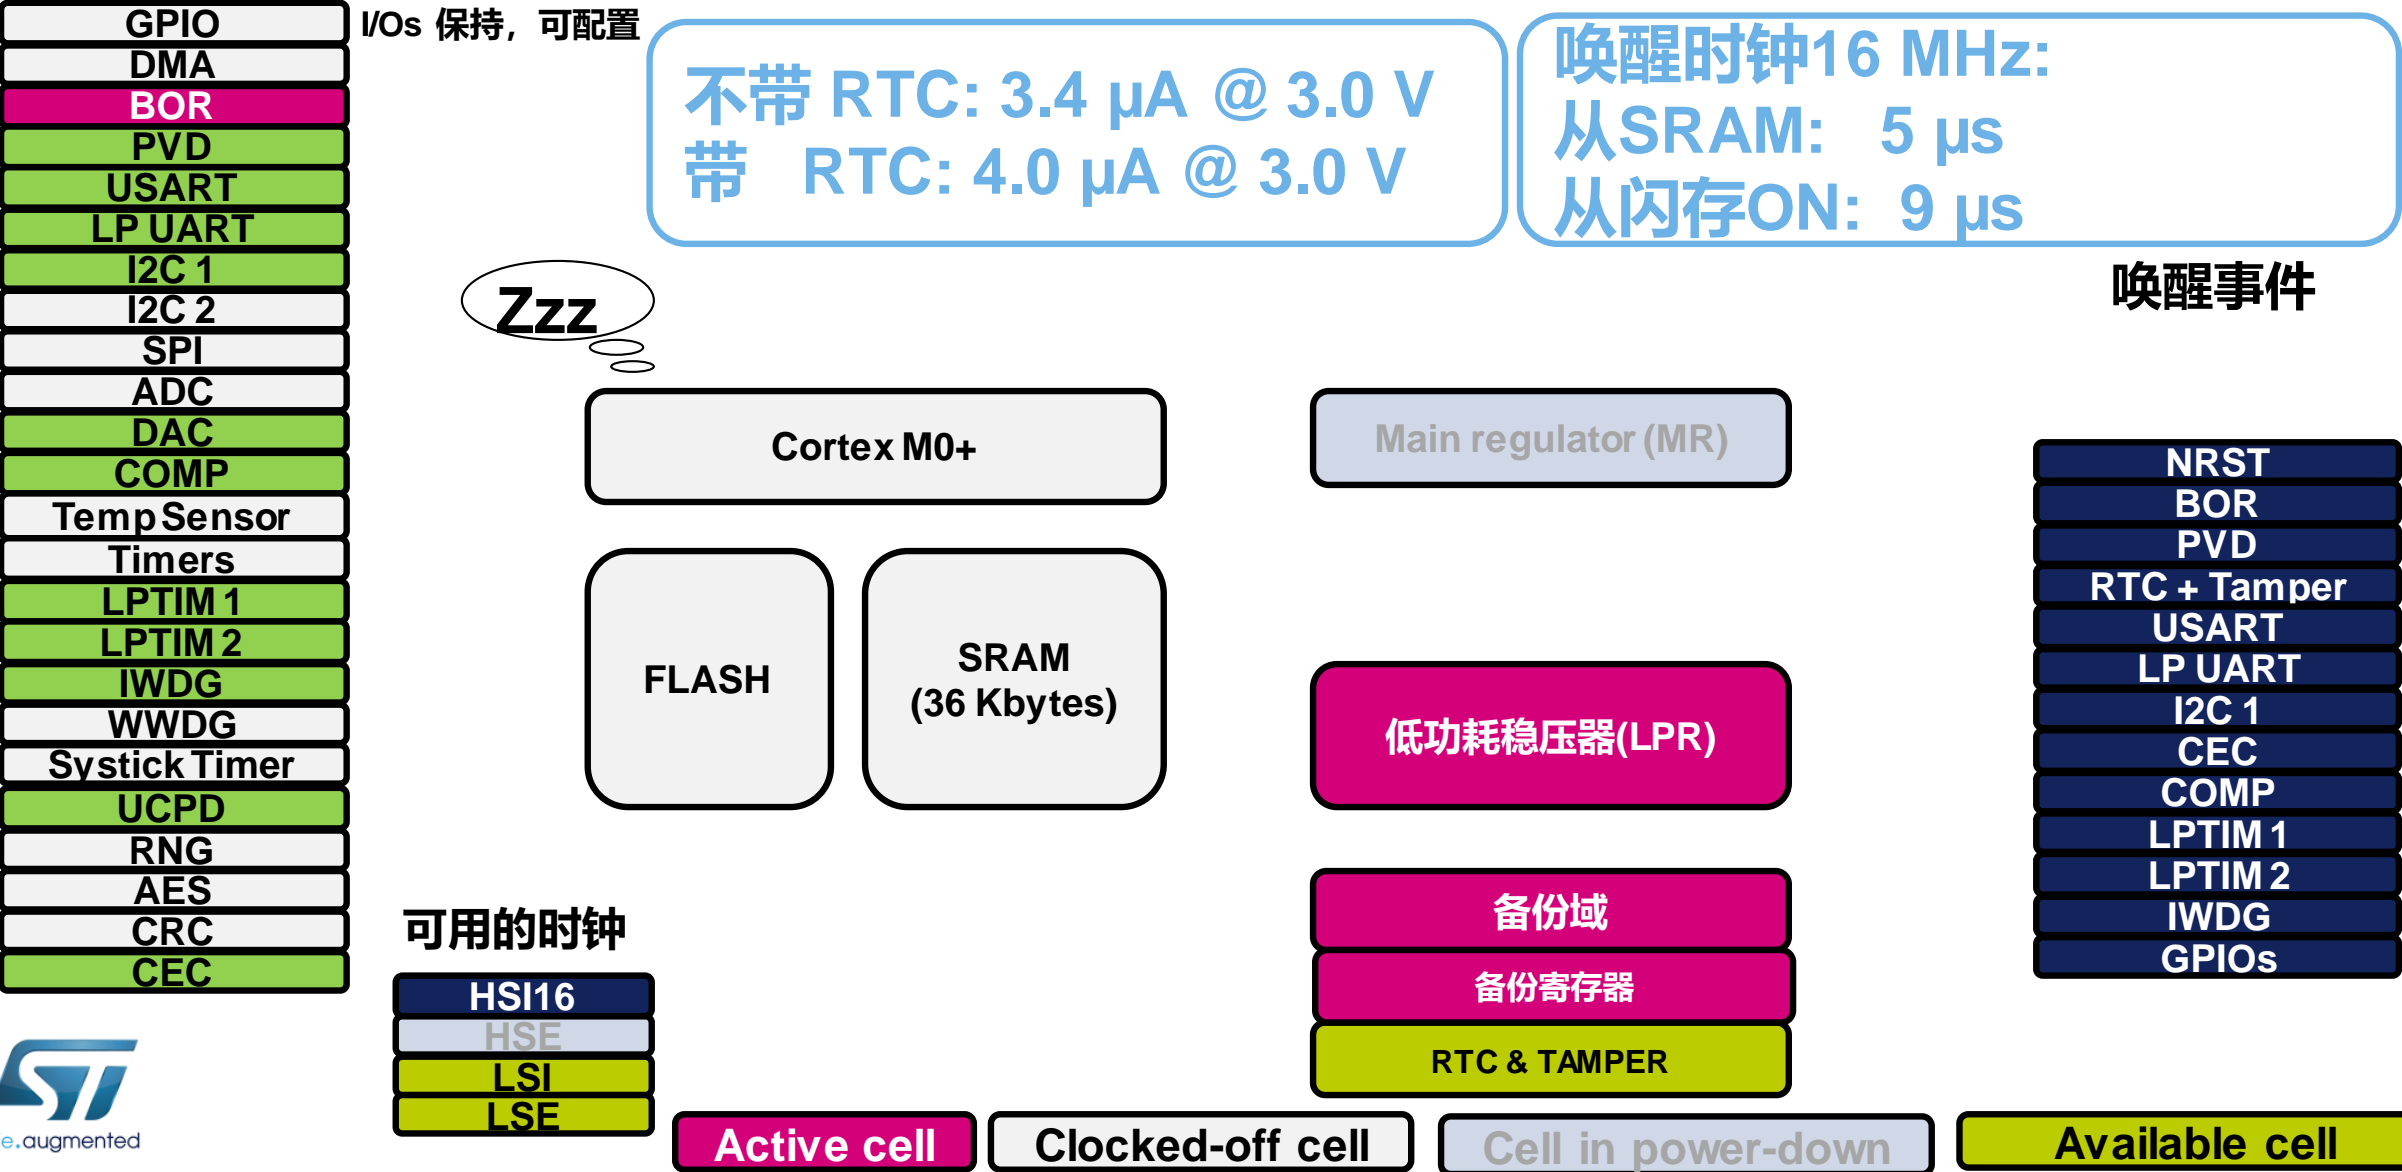 GPIO
DMA
BOR
PVD
USART
LP UART
I2C 1
I2C 2
SPI
ADC
DAC
COMP
Temp Sensor
Timers
LPTIM 1
LPTIM 2
IWDG
WWDG
Systick Timer
UCPD
RNG
AES
CRC
CEC
I/Os 保持，可配置
不带 RTC: 3.4 µA @ 3.0 V
带 RTC: 4.0 µA @ 3.0 V
唤醒时钟16 MHz:
从SRAM: 5 µs
从闪存ON: 9 µs
Zzz
Cortex M0+
FLASH
SRAM
(36 Kbytes)
Main regulator (MR)
低功耗稳压器(LPR)
备份域
备份寄存器
RTC & TAMPER
唤醒事件
NRST
BOR
PVD
RTC + Tamper
USART
LP UART
I2C 1
CEC
COMP
LPTIM 1
LPTIM 2
IWDG
GPIOs
可用的时钟
HSI16
HSE
LSI
LSE
ST
e.augmented
Active cell
Clocked-off cell
Cell in power-down
Available cell